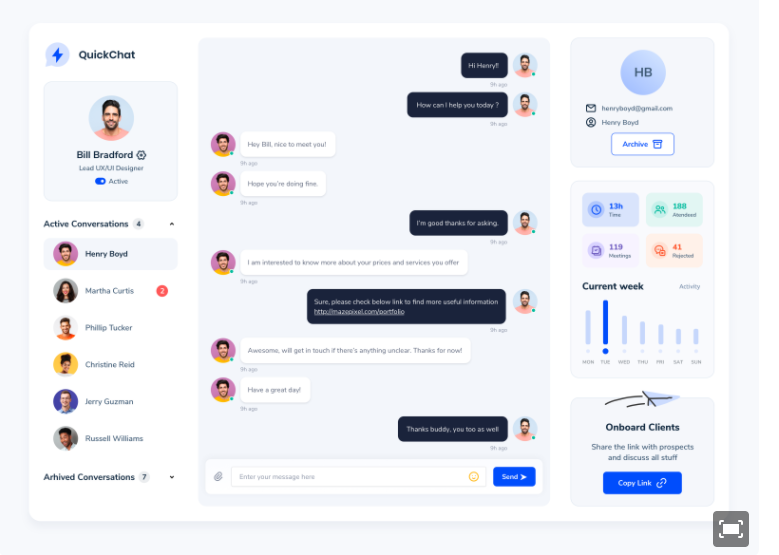 QuickChat
Bill Bradford
Lead UX/UI Designer
Active
Active Conversations 4
Henry Boyd
Martha Curtis 2
Phillip Tucker
Christine Reid
Jerry Guzman
Russell Williams
Arhived Conversations 7
Hi Henry!!
9h ago
How can I help you today ?
9h ago
Hey Bill, nice to meet you!
9h ago
Hope you're doing fine.
9h ago
I'm good thanks for asking.
9h ago
I am interested to know more about your prices and services you offer
9h ago
Sure, please check below link to find more useful information
http://mazepixel.com/portfolio
9h ago
Awesome, will get in touch if there's anything unclear. Thanks for now!
9h ago
Have a great day!
9h ago
Thanks buddy, you too as well
9h ago
Enter your message here
Send
HB
henryboyd@gmail.com
Henry Boyd
Archive
13h
Time
188
Atendeed
119
Meetings
41
Rejected
Current week
Activity
MON TUE WED THU FRI SAT SUN
Onboard Clients
Share the link with prospects
and discuss all stuff
Copy Link